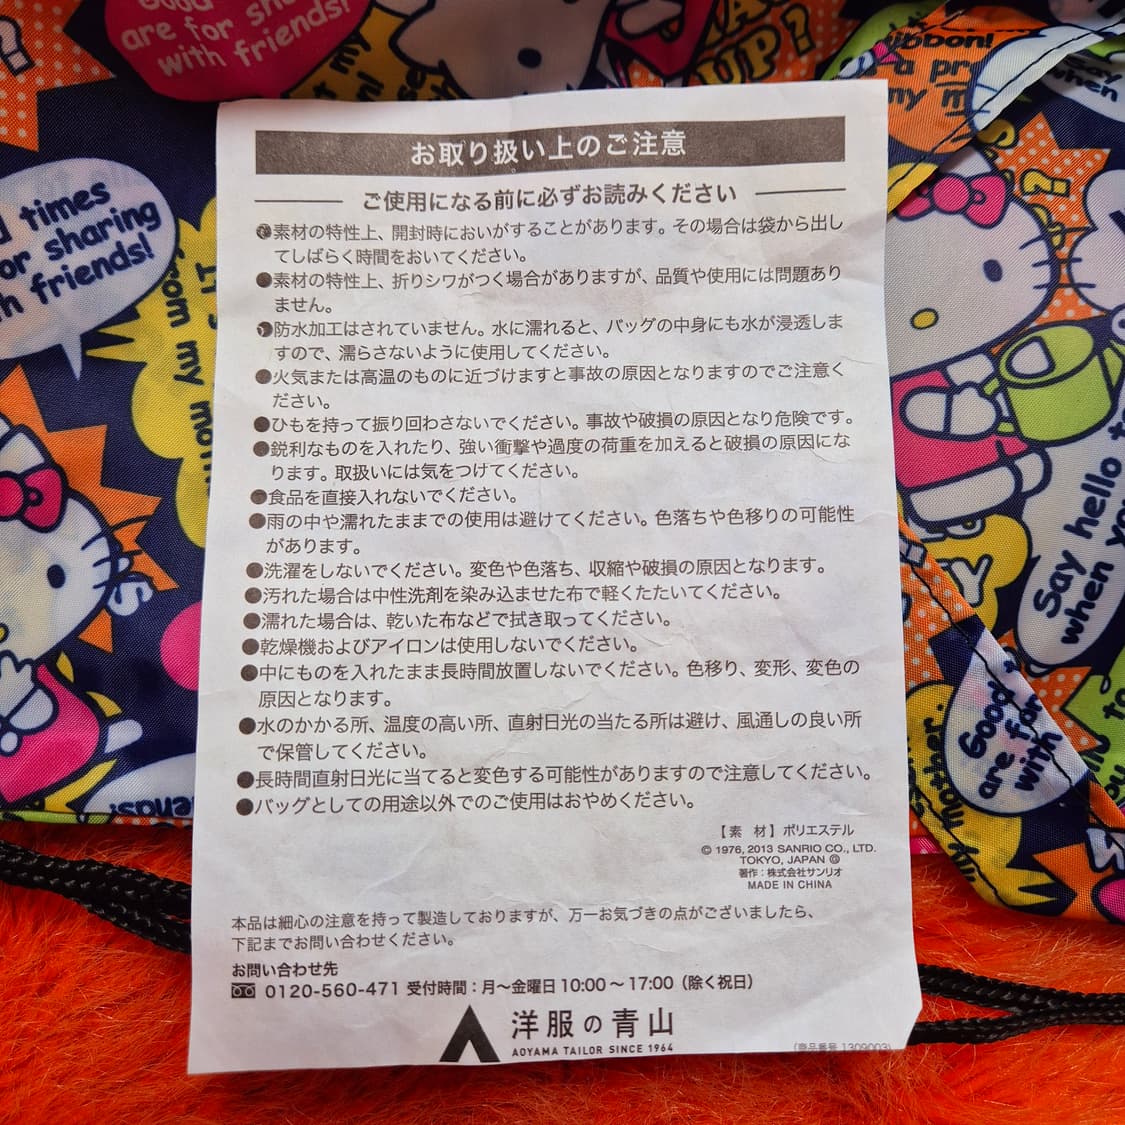 Good
are for sha
with friends!
UP?
ribbon!
a pre
my m
Say
when
d times
or sharing
th friends!
It's
from my
mother
お取り扱い上のご注意
ご使用になる前に必ずお読みください
●素材の特性上、開封時においがすることがあります。その場合は袋から出し
てしばらく時間をおいてください。
●素材の特性上、折りシワがつく場合がありますが、品質や使用には問題あり
ません。
●防水加工はされていません。水に濡れると、バッグの中身にも水が浸透しま
すので、濡らさないように使用してください。
●火気または高温のものに近づけますと事故の原因となりますのでご注意く
ださい。
●ひもを持って振り回わさないでください。事故や破損の原因となり危険です。
●鋭利なものを入れたり、強い衝撃や過度の荷重を加えると破損の原因にな
ります。取扱いには気をつけてください。
●食品を直接入れないでください。
●雨の中や濡れたままでの使用は避けてください。色落ちや色移りの可能性
があります。
●洗濯をしないでください。変色や色落ち、収縮や破損の原因となります。
●汚れた場合は中性洗剤を染み込ませた布で軽くたたいてください。
●濡れた場合は、乾いた布などで拭き取ってください。
●乾燥機およびアイロンは使用しないでください。
●中にものを入れたまま長時間放置しないでください。色移り、変形、変色の
原因となります。
●水のかかる所、温度の高い所、直射日光の当たる所は避け、風通しの良い所
で保管してください。
●長時間直射日光に当てると変色する可能性がありますので注意してください。
●バッグとしての用途以外でのご使用はおやめください。
【素 材】ポリエステル
© 1976, 2013 SANRIO CO., LTD.
TOKYO, JAPAN Ⓖ
著作：株式会社サンリオ
MADE IN CHINA
本品は細心の注意を持って製造しておりますが、万一お気づきの点がございましたら、
下記までお問い合わせください。
お問い合わせ先
0120-560-471 受付時間：月〜金曜日 10:00〜17:00（除く祝日）
洋服の青山
AOYAMA TAILOR SINCE 1964
(商品番号 1309003)
Say hello to
when you
Good
are for
with
my mother.
ends!